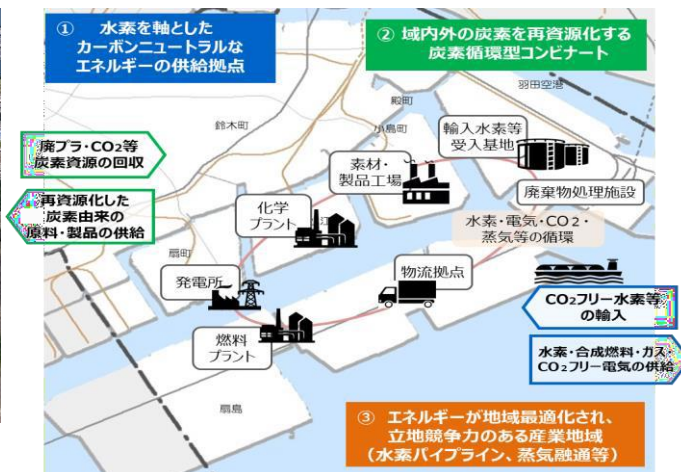 ① 水素を軸とした
カーボンニュートラルな
エネルギーの供給拠点
② 域内外の炭素を再資源化する
炭素循環型コンビナート
羽田空港
殿町
鈴木町
小島町
輸入水素等
受入基地
廃プラ・CO₂等
炭素資源の回収
素材・
製品工場
廃棄物処理施設
再資源化した
炭素由来の
原料・製品の供給
化学
プラント
水素・電気・CO₂・
蒸気等の循環
扇町
発電所
物流拠点
CO₂フリー水素等
の輸入
燃料
プラント
水素・合成燃料・ガス・
CO₂フリー電気の供給
扇島
③ エネルギーが地域最適化され、
立地競争力のある産業地域
(水素パイプライン、蒸気融通等)